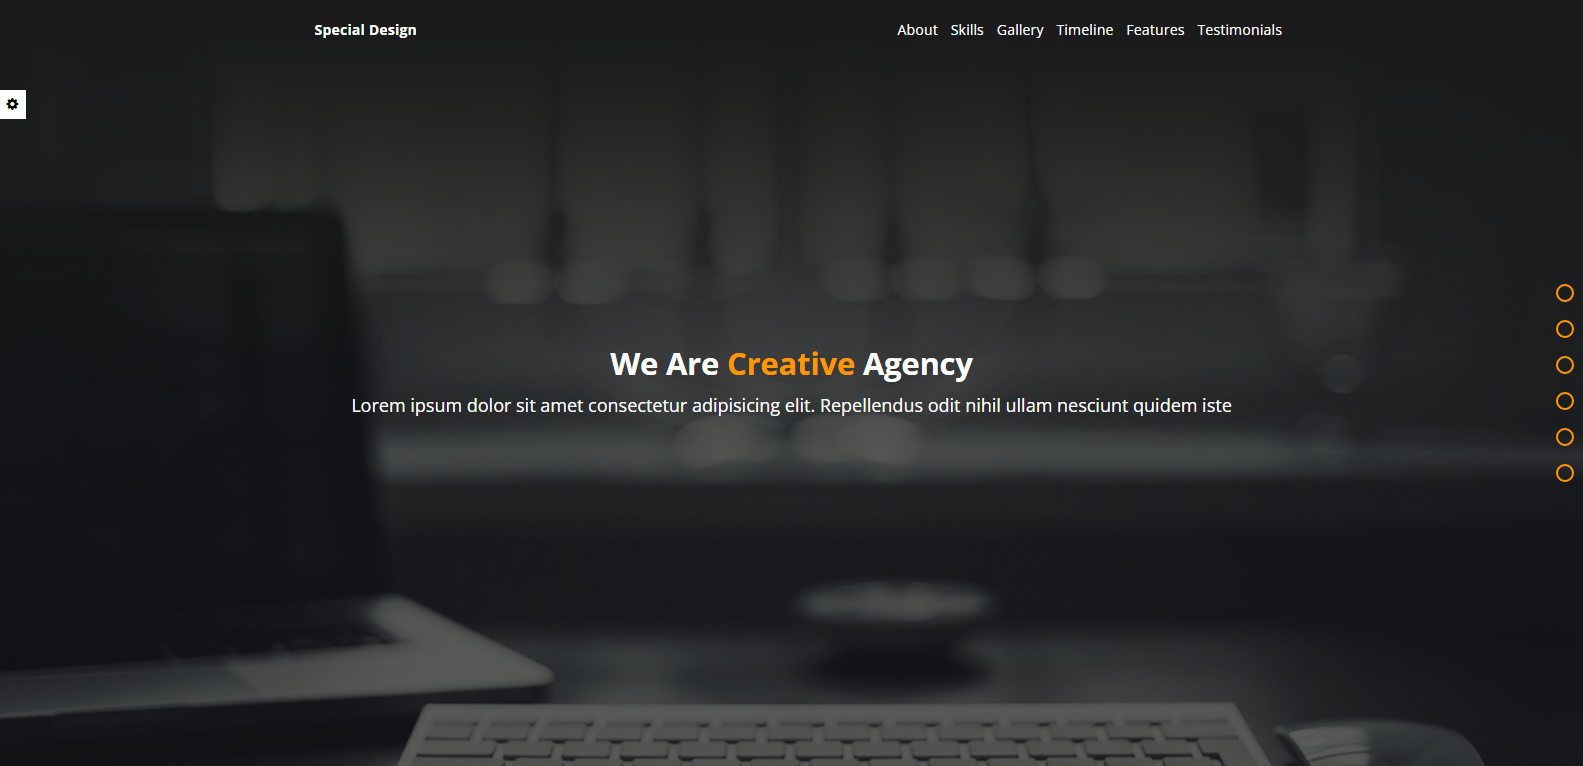 Special Design
About Skills Gallery Timeline Features Testimonials
We Are Creative Agency
Lorem ipsum dolor sit amet consectetur adipisicing elit. Repellendus odit nihil ullam nesciunt quidem iste